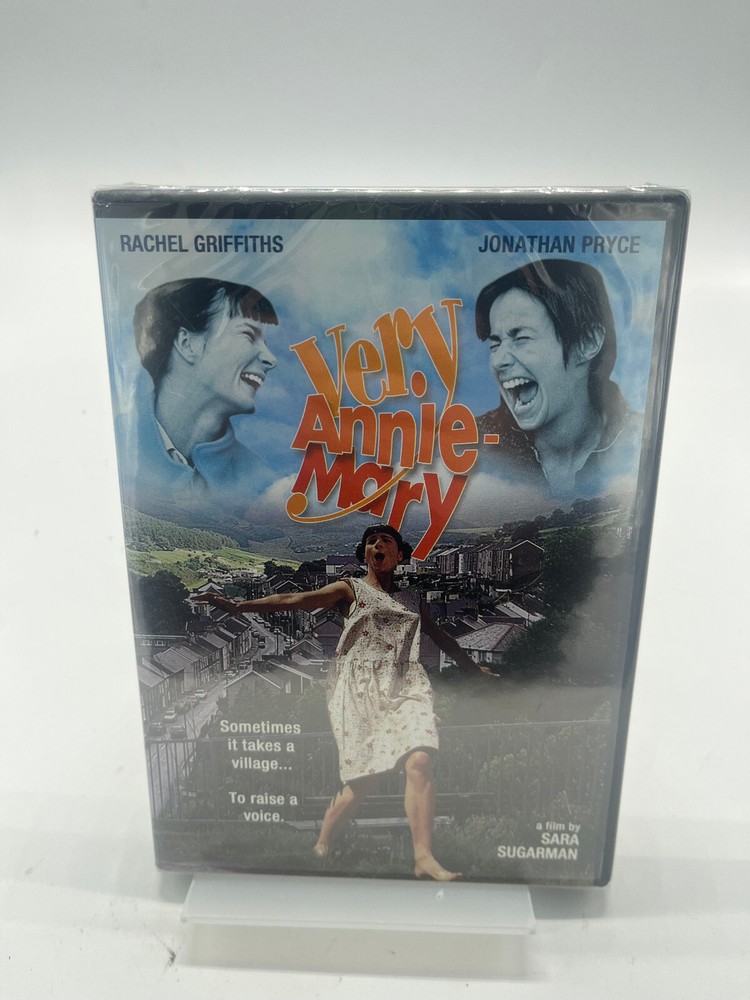 RACHEL GRIFFITHS
JONATHAN PRYCE
Very
Annie-
Mary
Sometimes
it takes a
village...
To raise a
voice.
a film by
SARA
SUGARMAN